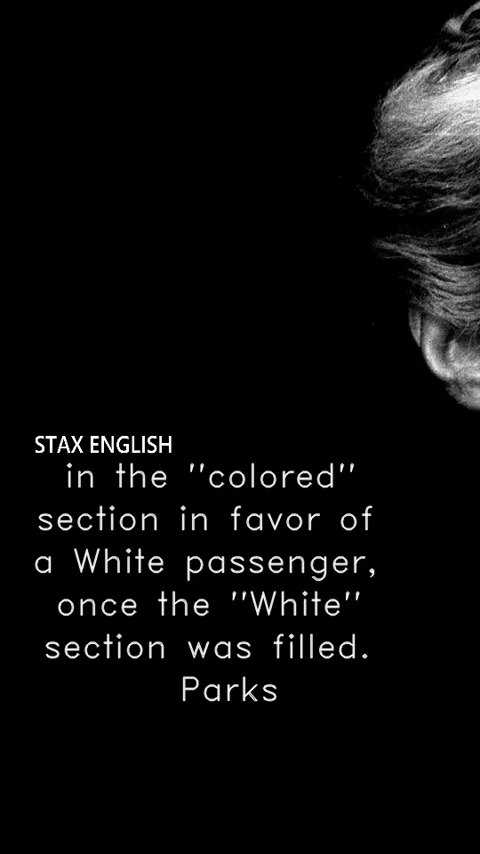 STAX ENGLISH
in the "colored"
section in favor of
a White passenger,
once the "White"
section was filled.
Parks